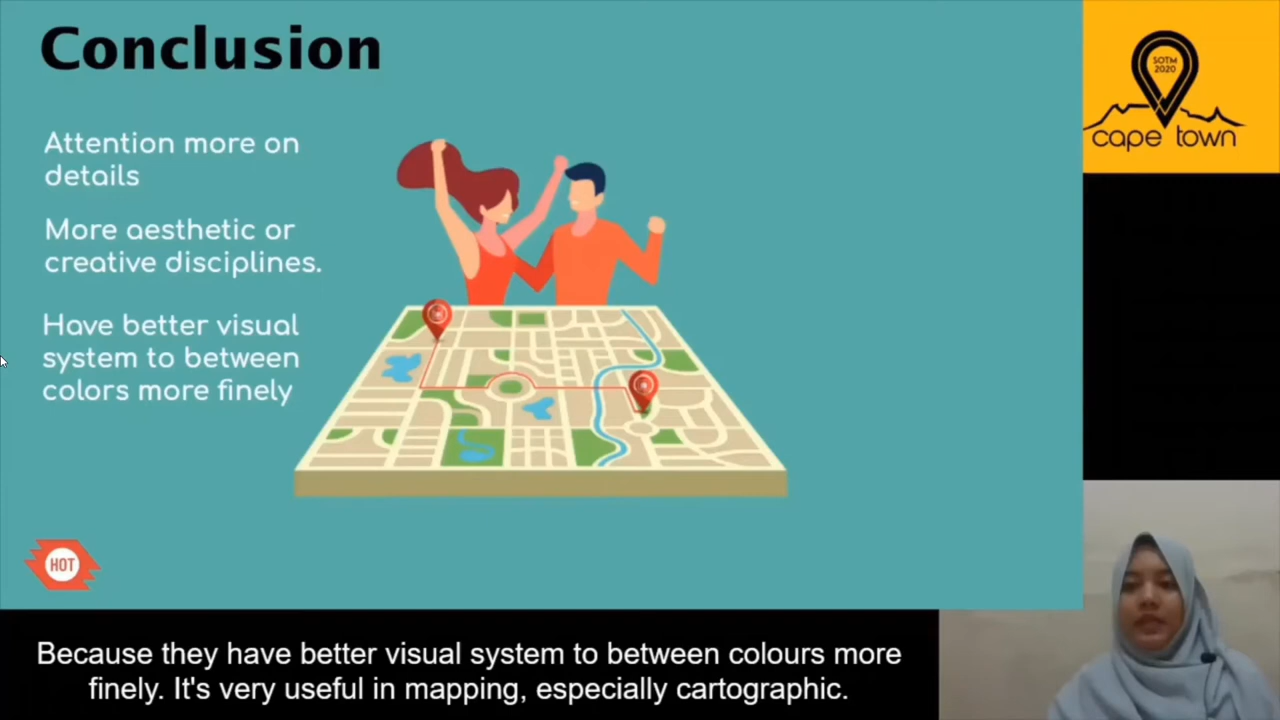 Conclusion
Attention more on
details
More aesthetic or
creative disciplines.
Have better visual
system to between
colors more finely
HOT
SOTM
2020
cape town
Because they have better visual system to between colours more
finely. It's very useful in mapping, especially cartographic.